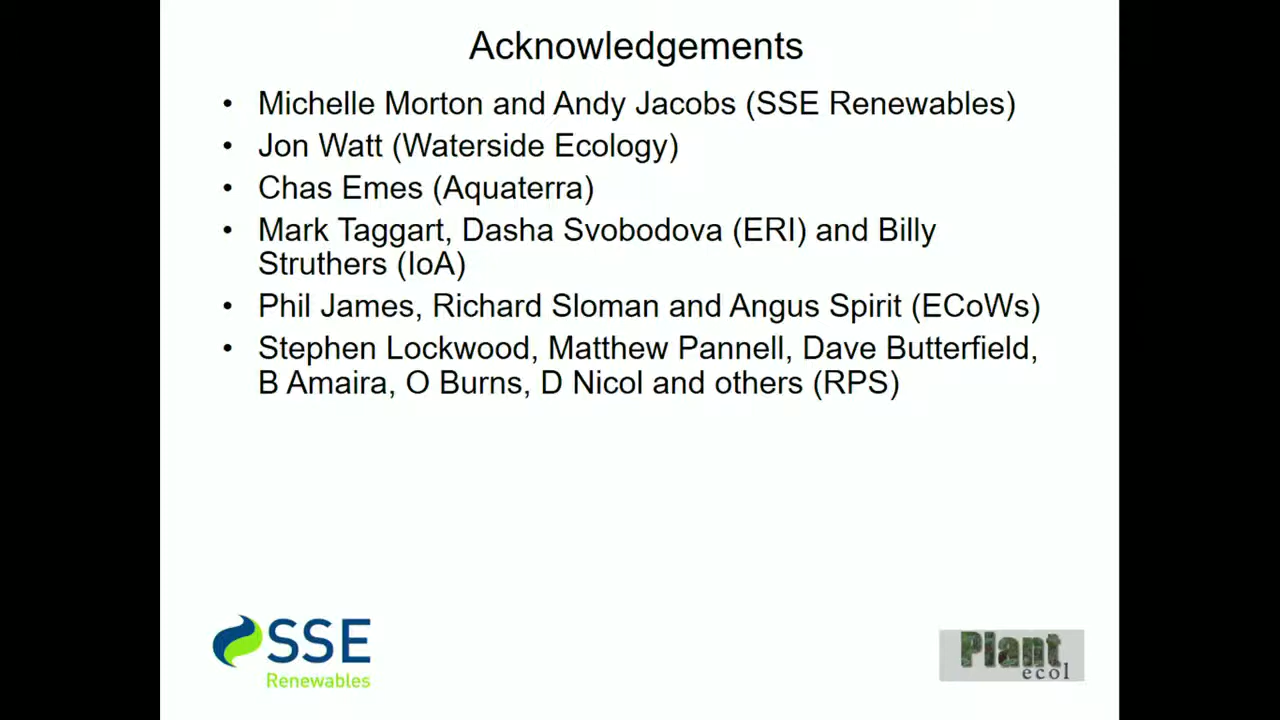 Acknowledgements
• Michelle Morton and Andy Jacobs (SSE Renewables)
• Jon Watt (Waterside Ecology)
• Chas Emes (Aquaterra)
• Mark Taggart, Dasha Svobodova (ERI) and Billy
Struthers (IoA)
• Phil James, Richard Sloman and Angus Spirit (ECoWs)
• Stephen Lockwood, Matthew Pannell, Dave Butterfield,
B Amaira, O Burns, D Nicol and others (RPS)
SSE
Renewables
Plant
ecol